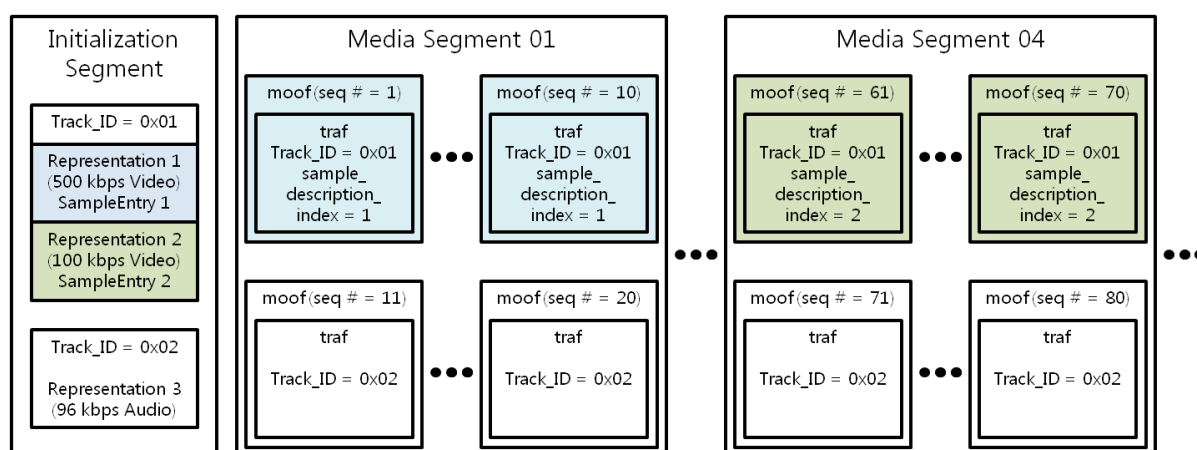 Initialization
Segment
Track_ID = 0x01
Representation 1
(500 kbps Video)
SampleEntry 1
Representation 2
(100 kbps Video)
SampleEntry 2
Track_ID = 0x02
Representation 3
(96 kbps Audio)
Media Segment 01
moof(seq # = 1)
traf
Track_ID = 0x01
sample_
description_
index = 1
•••
moof(seq # = 10)
traf
Track_ID = 0x01
sample_
description_
index = 1
moof(seq # = 11)
traf
Track_ID = 0x02
•••
moof(seq # = 20)
traf
Track_ID = 0x02
•••
Media Segment 04
moof(seq # = 61)
traf
Track_ID = 0x01
sample_
description_
index = 2
•••
moof(seq # = 70)
traf
Track_ID = 0x01
sample_
description_
index = 2
moof(seq # = 71)
traf
Track_ID = 0x02
•••
moof(seq # = 80)
traf
Track_ID = 0x02
•••